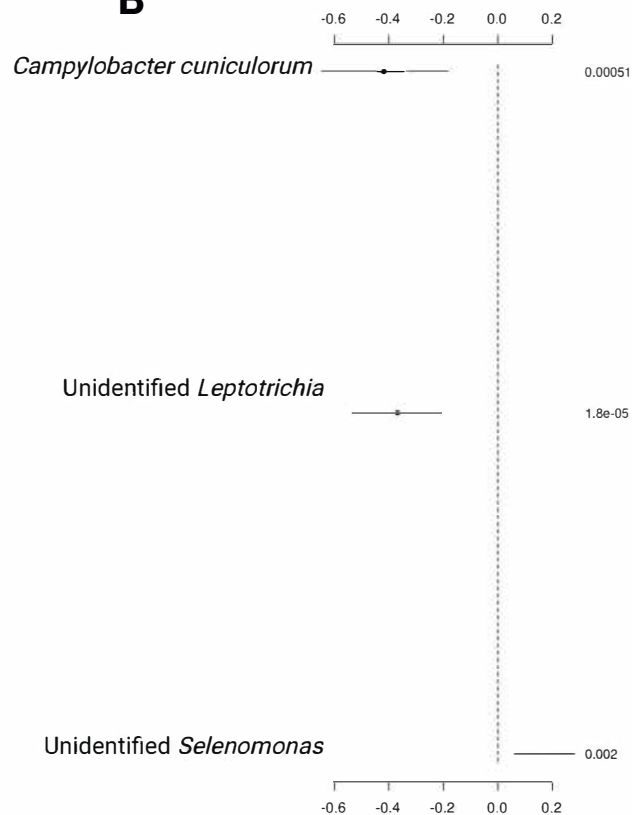 B
-0.6 -0.4 -0.2 0.0 0.2
Campylobacter cuniculorum 0.00051
Unidentified Leptotrichia
1.8e-05
Unidentified Selenomonas 0.002
-0.6 -0.4 -0.2 0.0 0.2